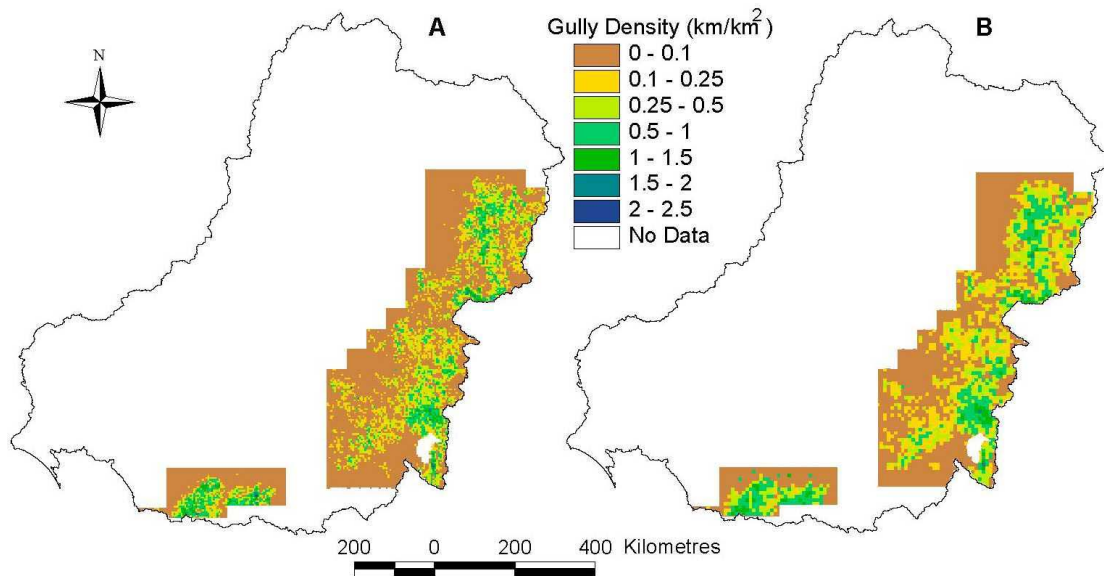 A
Gully Density (km/km²)
B
N
0 - 0.1
0.1 - 0.25
0.25 - 0.5
0.5 - 1
1 - 1.5
1.5 - 2
2 - 2.5
No Data
200 0 200 400 Kilometres